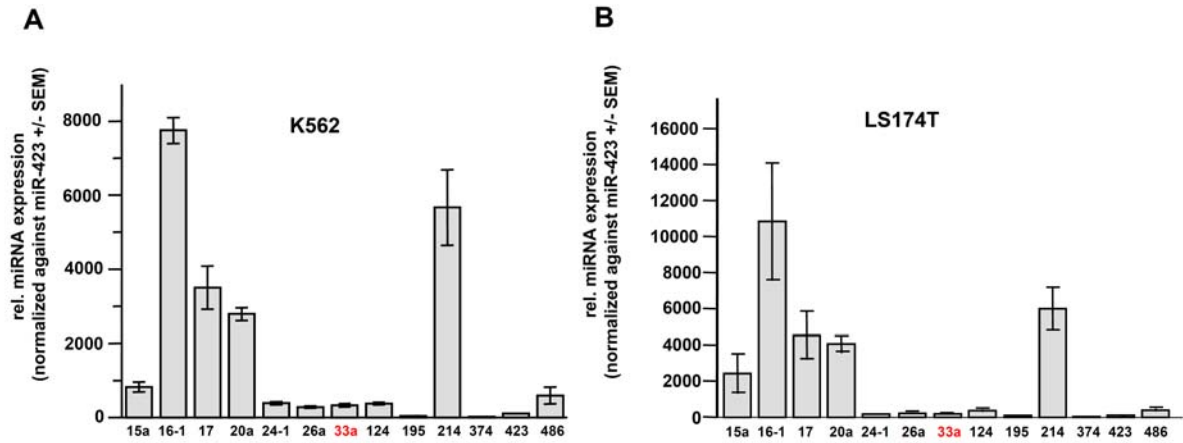 A
rel. miRNA expression
(normalized against miR-423 +/- SEM)
K562
8000
6000
4000
2000
0
15a 16-1 17 20a 24-1 26a 33a 124 195 214 374 423 486
B
rel. miRNA expression
(normalized against miR-423 +/- SEM)
LS174T
16000
14000
12000
10000
8000
6000
4000
2000
0
15a 16-1 17 20a 24-1 26a 33a 124 195 214 374 423 486